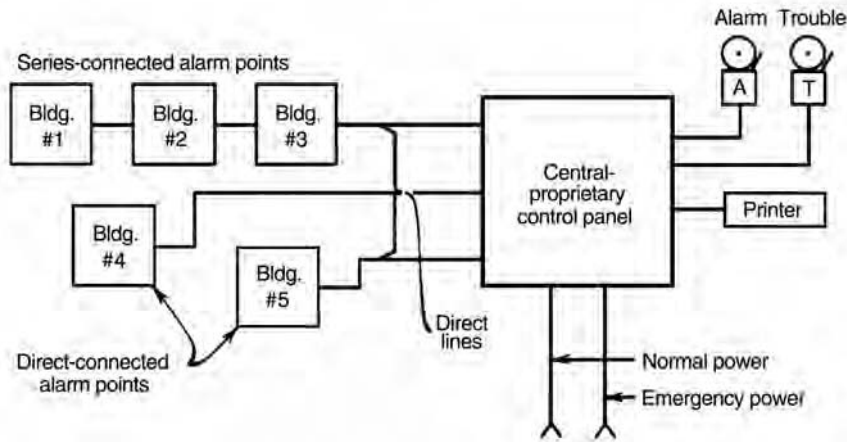 Alarm Trouble
Series-connected alarm points
A
T
Bldg.
#1
Bldg.
#2
Bldg.
#3
Central-
proprietary
control panel
Printer
Bldg.
#4
Bldg.
#5
Direct
lines
Direct-connected
alarm points
Normal power
Emergency power